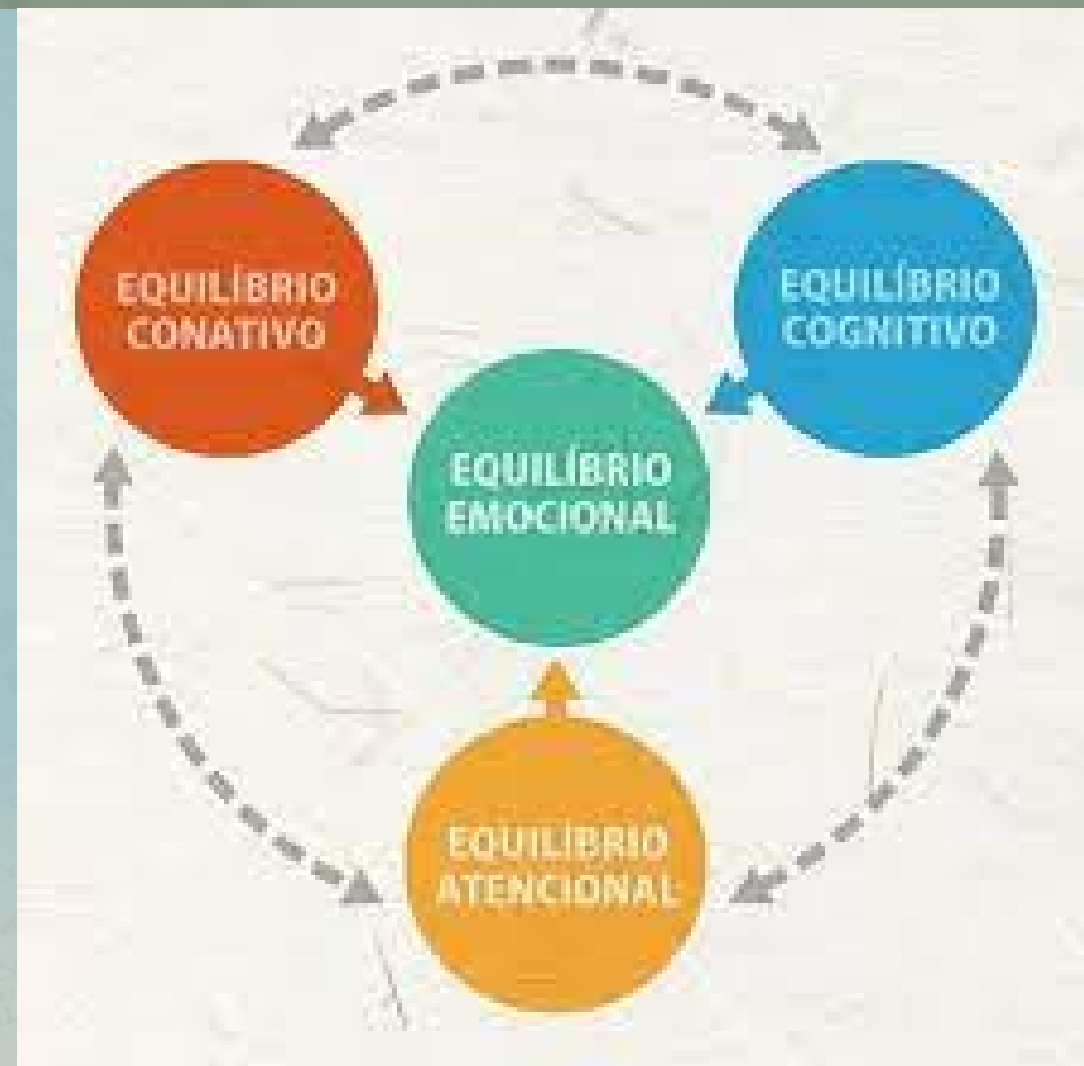 EQUILÍBRIO
CONATIVO
EQUILÍBRIO
COGNITIVO
EQUILÍBRIO
EMOCIONAL
EQUILÍBRIO
ATENCIONAL